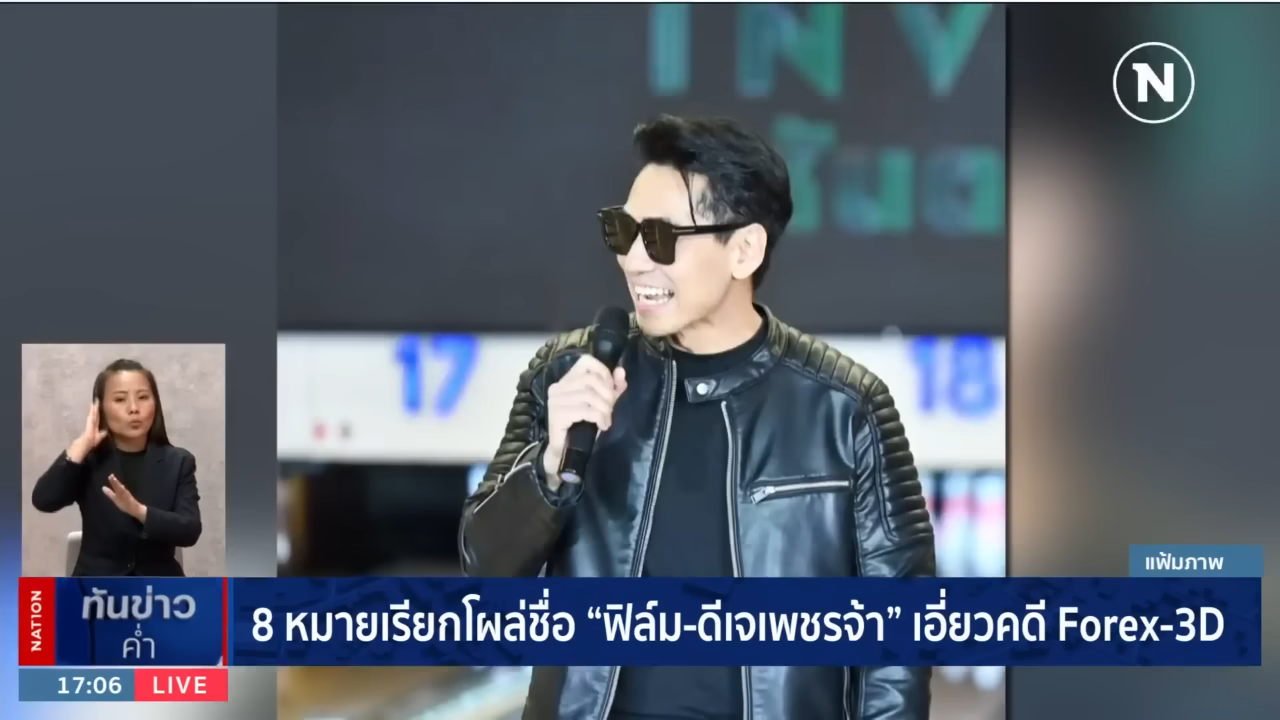 INV
N
17
18
แฟ้มภาพ
NATION
ทันข่าว
ค่ำ
8 หมายเรียกโผล่ชื่อ “ฟิล์ม-ดีเจเพชรจ้า” เอี่ยวคดี Forex-3D
17:06 LIVE